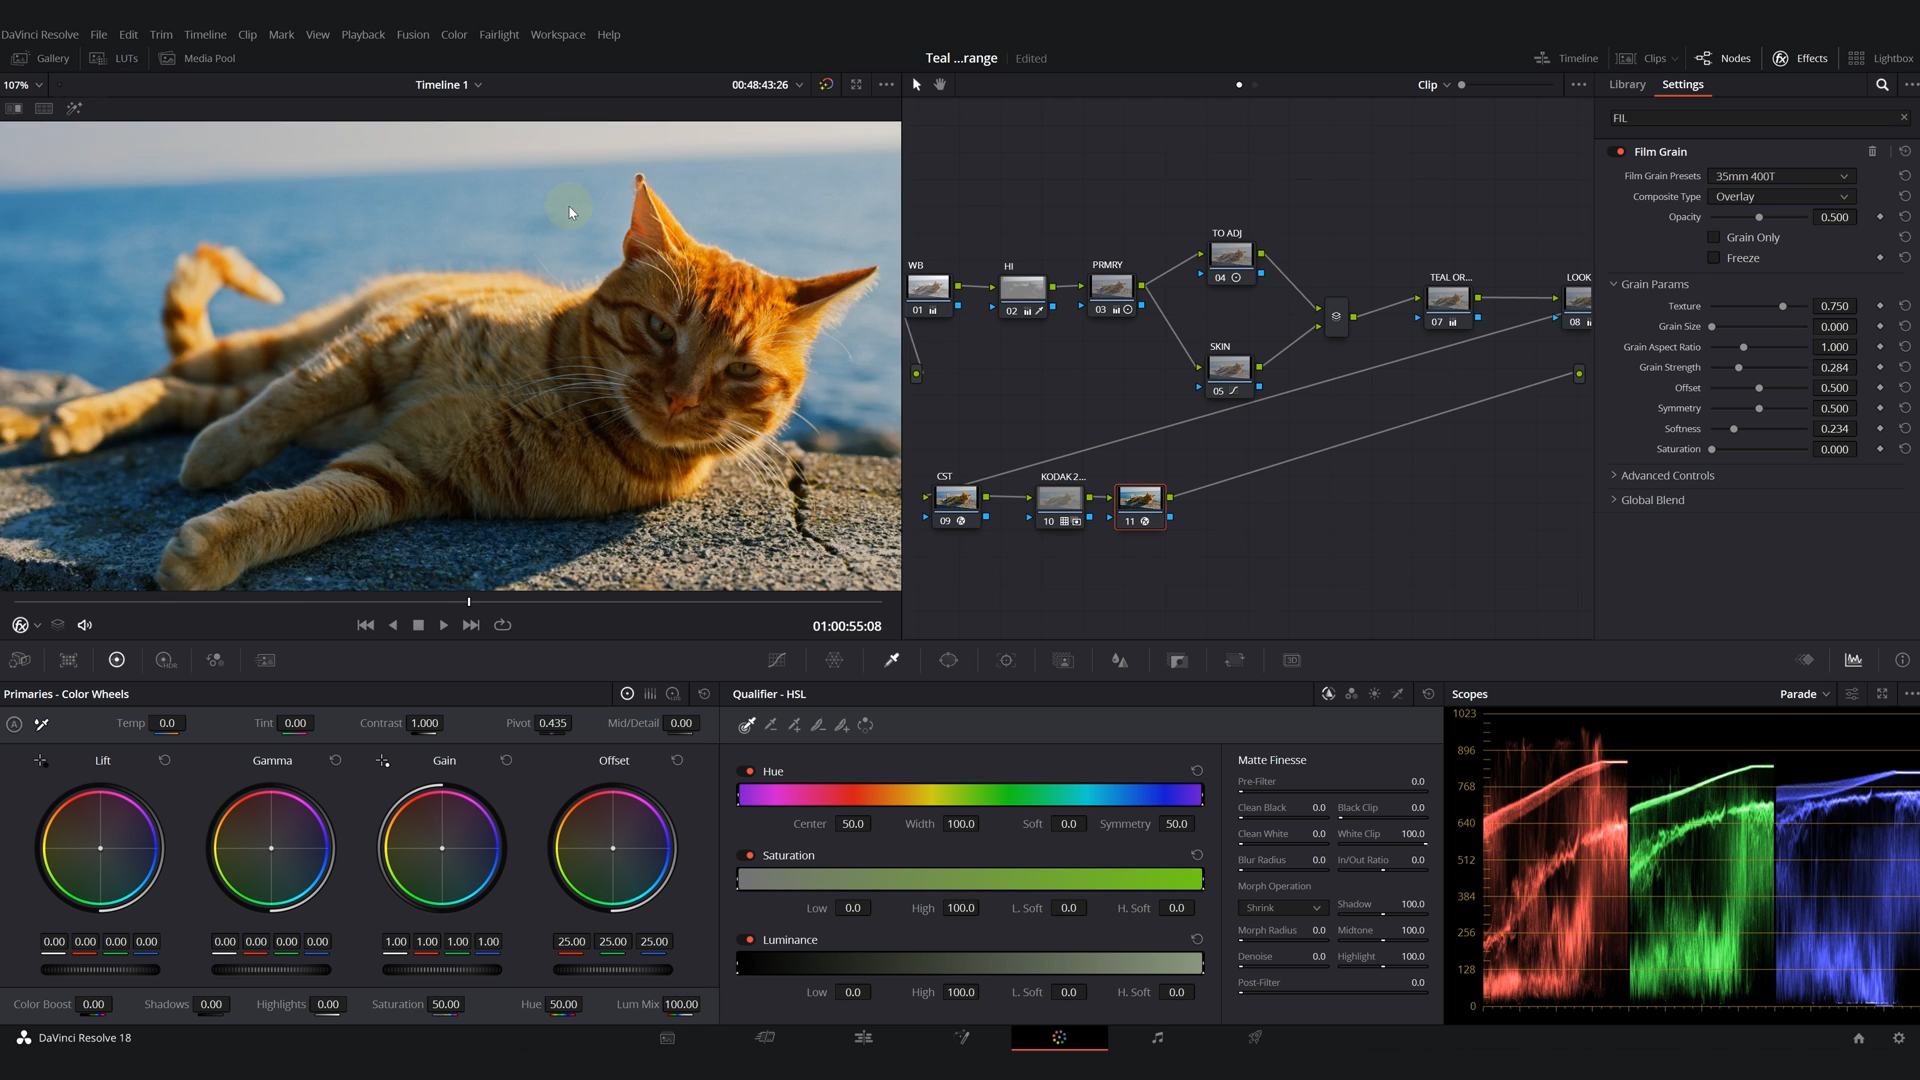 DaVinci Resolve File Edit Trim Timeline Clip Mark View Playback Fusion Color Fairlight Workspace Help
Gallery LUTs Media Pool Teal ...range Edited Timeline Clips Nodes Effects Lightbox
107% Timeline 1 00:48:43:26 Clip Library Settings
FIL
Film Grain
Film Grain Presets 35mm 400T
Composite Type Overlay
Opacity 0.500
Grain Only
Freeze
Grain Params
Texture 0.750
Grain Size 0.000
Grain Aspect Ratio 1.000
Grain Strength 0.284
Offset 0.500
Symmetry 0.500
Softness 0.234
Saturation 0.000
Advanced Controls
Global Blend
WB
01
HI
02
PRMRY
03
TO ADJ
04
SKIN
05
TEAL OR...
07
LOOK
08
CST
09
KODAK 2...
10
11
01:00:55:08
HDR
3D
Primaries - Color Wheels
A Temp 0.0 Tint 0.00 Contrast 1.000 Pivot 0.435 Mid/Detail 0.00
Lift Gamma Gain Offset
0.00 0.00 0.00 0.00 0.00 0.00 0.00 0.00 1.00 1.00 1.00 1.00 25.00 25.00 25.00
Color Boost 0.00 Shadows 0.00 Highlights 0.00 Saturation 50.00 Hue 50.00 Lum Mix 100.00
Qualifier - HSL
Hue
Center 50.0 Width 100.0 Soft 0.0 Symmetry 50.0
Saturation
Low 0.0 High 100.0 L. Soft 0.0 H. Soft 0.0
Luminance
Low 0.0 High 100.0 L. Soft 0.0 H. Soft 0.0
Matte Finesse
Pre-Filter 0.0
Clean Black 0.0 Black Clip 0.0
Clean White 0.0 White Clip 100.0
Blur Radius 0.0 In/Out Ratio 0.0
Morph Operation
Shrink Shadow 100.0
Morph Radius 0.0 Midtone 100.0
Denoise 0.0 Highlight 100.0
Post-Filter 0.0
Scopes Parade
1023
896
768
640
512
384
256
128
0
DaVinci Resolve 18